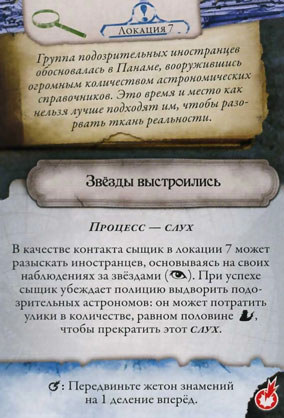 Локация 7
Группа подозрительных иностранцев
обосновалась в Панаме, вооружившись
огромным количеством астрономических
справочников. Это время и место как
нельзя лучше подходят им, чтобы разо-
рвать ткань реальности.
Звёзды выстроились
Процесс — слух
В качестве контакта сыщик в локации 7 может
разыскать иностранцев, основываясь на своих
наблюдениях за звёздами ( ). При успехе
сыщик убеждает полицию выдворить подо-
зрительных астрономов: он может потратить
улики в количестве, равном половине ,
чтобы прекратить этот слух.
: Передвиньте жетон знамений
на 1 деление вперёд.